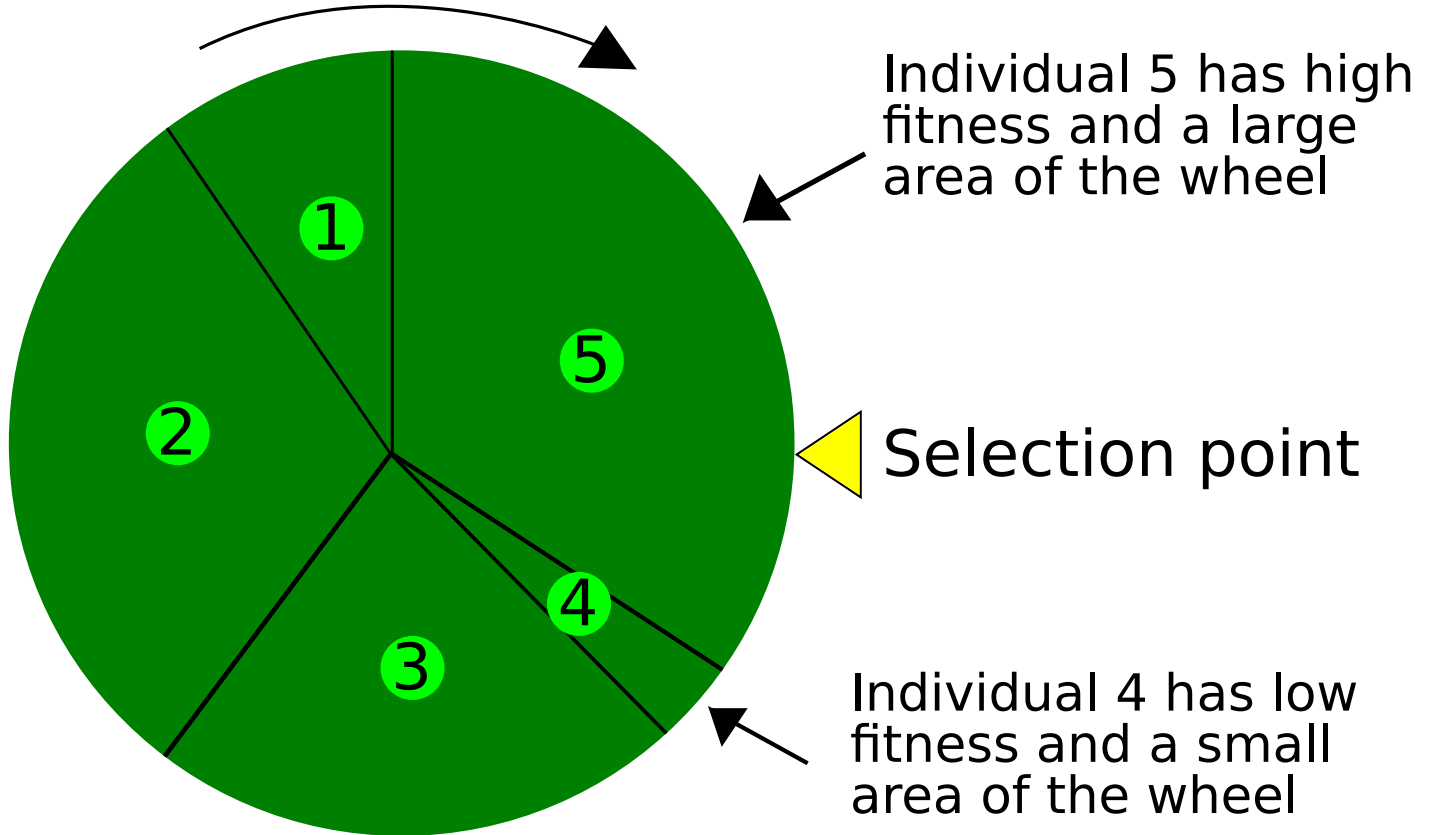 Individual 5 has high
fitness and a large
area of the wheel
1
5
2
Selection point
4
3
Individual 4 has low
fitness and a small
area of the wheel